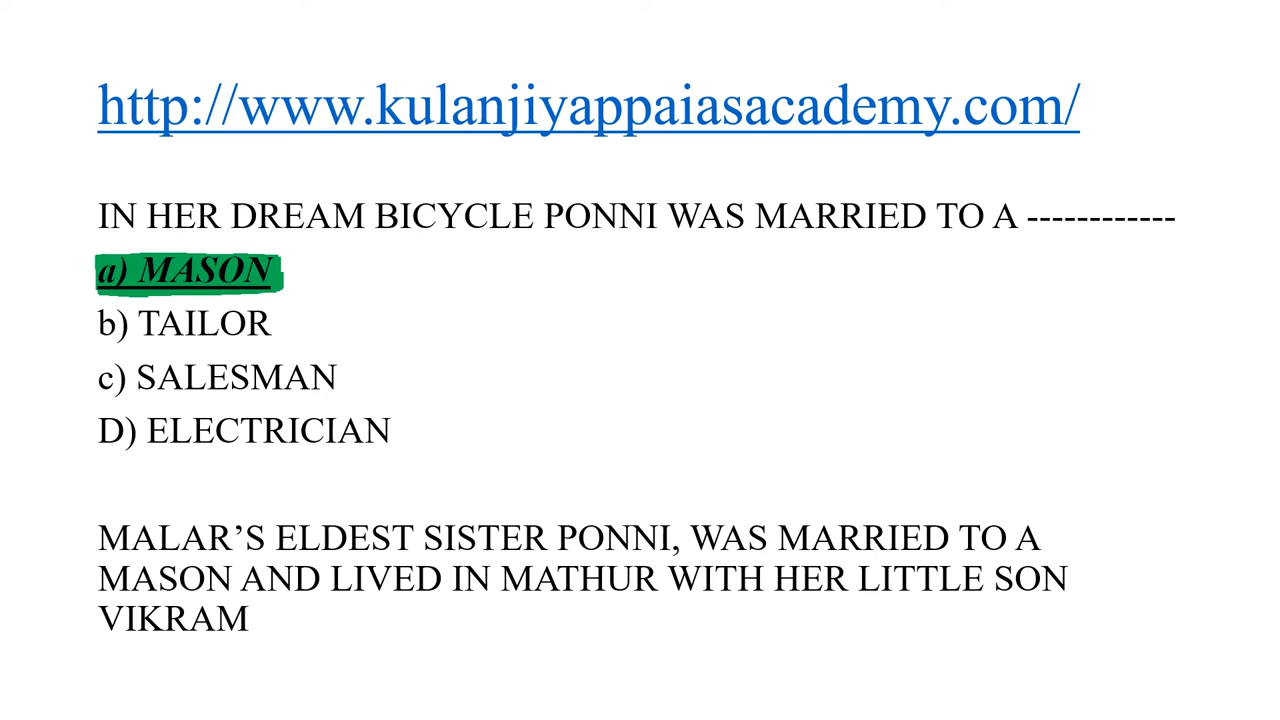 http://www.kulanjiyappaiasacademy.com/
IN HER DREAM BICYCLE PONNI WAS MARRIED TO A ------------
a) MASON
b) TAILOR
c) SALESMAN
D) ELECTRICIAN
MALAR’S ELDEST SISTER PONNI, WAS MARRIED TO A
MASON AND LIVED IN MATHUR WITH HER LITTLE SON
VIKRAM